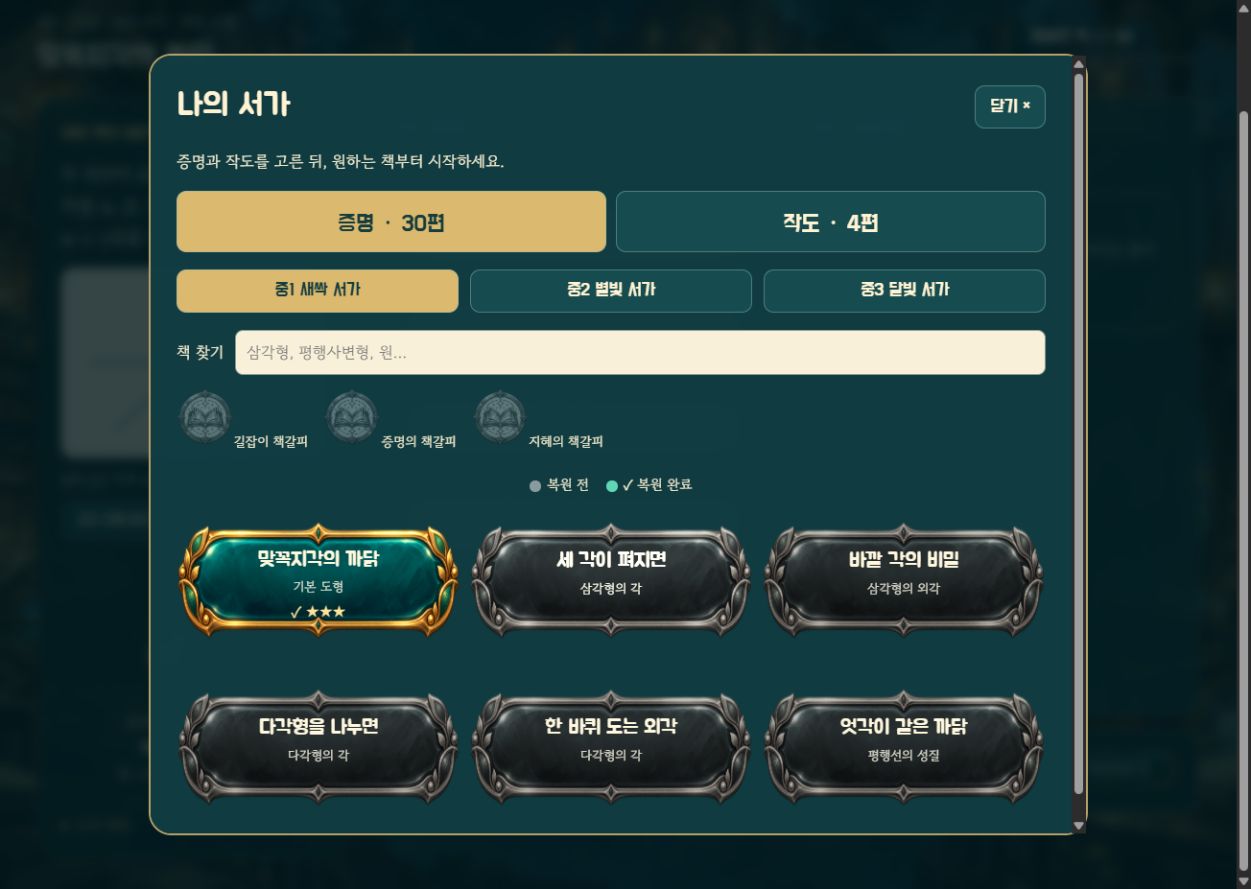 나의 서가
닫기 ×
증명과 작도를 고른 뒤, 원하는 책부터 시작하세요.
증명 · 30편
작도 · 4편
중1 새싹 서가
중2 별빛 서가
중3 달빛 서가
책 찾기
삼각형, 평행사변형, 원...
길잡이 책갈피
증명의 책갈피
지혜의 책갈피
복원 전
✓ 복원 완료
맞꼭지각의 까닭
기본 도형
✓ ★★★
세 각이 펴지면
삼각형의 각
바깥 각의 비밀
삼각형의 외각
다각형을 나누면
다각형의 각
한 바퀴 도는 외각
다각형의 각
엇각이 같은 까닭
평행선의 성질